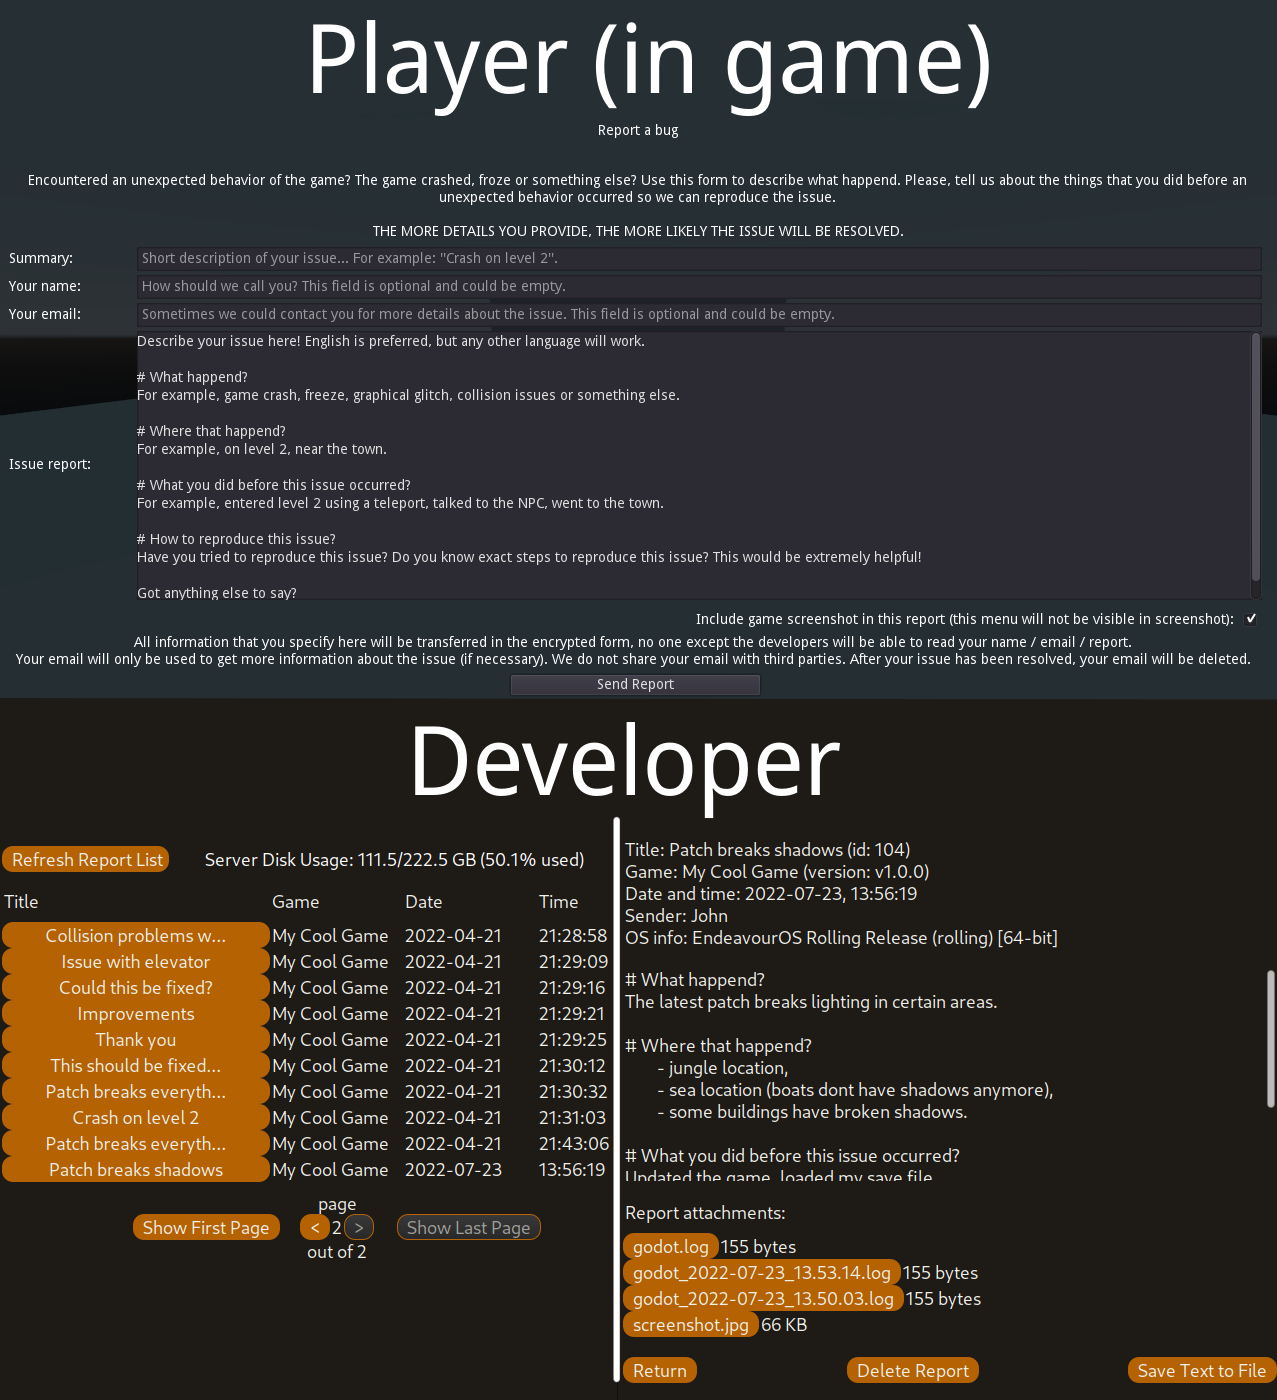 Player (in game)
Report a bug
Encountered an unexpected behavior of the game? The game crashed, froze or something else? Use this form to describe what happend. Please, tell us about the things that you did before an
unexpected behavior occurred so we can reproduce the issue.
THE MORE DETAILS YOU PROVIDE, THE MORE LIKELY THE ISSUE WILL BE RESOLVED.
Summary: Short description of your issue... For example: "Crash on level 2".
Your name: How should we call you? This field is optional and could be empty.
Your email: Sometimes we could contact you for more details about the issue. This field is optional and could be empty.
Issue report:
Describe your issue here! English is preferred, but any other language will work.
# What happend?
For example, game crash, freeze, graphical glitch, collision issues or something else.
# Where that happend?
For example, on level 2, near the town.
# What you did before this issue occurred?
For example, entered level 2 using a teleport, talked to the NPC, went to the town.
# How to reproduce this issue?
Have you tried to reproduce this issue? Do you know exact steps to reproduce this issue? This would be extremely helpful!
Got anything else to say?
Include game screenshot in this report (this menu will not be visible in screenshot):
All information that you specify here will be transferred in the encrypted form, no one except the developers will be able to read your name / email / report.
Your email will only be used to get more information about the issue (if necessary). We do not share your email with third parties. After your issue has been resolved, your email will be deleted.
Send Report
Developer
Refresh Report List Server Disk Usage: 111.5/222.5 GB (50.1% used)
Title Game Date Time
Collision problems w... My Cool Game 2022-04-21 21:28:58
Issue with elevator My Cool Game 2022-04-21 21:29:09
Could this be fixed? My Cool Game 2022-04-21 21:29:16
Improvements My Cool Game 2022-04-21 21:29:21
Thank you My Cool Game 2022-04-21 21:29:25
This should be fixed... My Cool Game 2022-04-21 21:30:12
Patch breaks everyth... My Cool Game 2022-04-21 21:30:32
Crash on level 2 My Cool Game 2022-04-21 21:31:03
Patch breaks everyth... My Cool Game 2022-04-21 21:43:06
Patch breaks shadows My Cool Game 2022-07-23 13:56:19
page
Show First Page < 2 > Show Last Page
out of 2
Title: Patch breaks shadows (id: 104)
Game: My Cool Game (version: v1.0.0)
Date and time: 2022-07-23, 13:56:19
Sender: John
OS info: EndeavourOS Rolling Release (rolling) [64-bit]
# What happend?
The latest patch breaks lighting in certain areas.
# Where that happend?
- jungle location,
- sea location (boats dont have shadows anymore),
- some buildings have broken shadows.
# What you did before this issue occurred?
Updated the game, loaded my save file
Report attachments:
godot.log 155 bytes
godot_2022-07-23_13.53.14.log 155 bytes
godot_2022-07-23_13.50.03.log 155 bytes
screenshot.jpg 66 KB
Return Delete Report Save Text to File